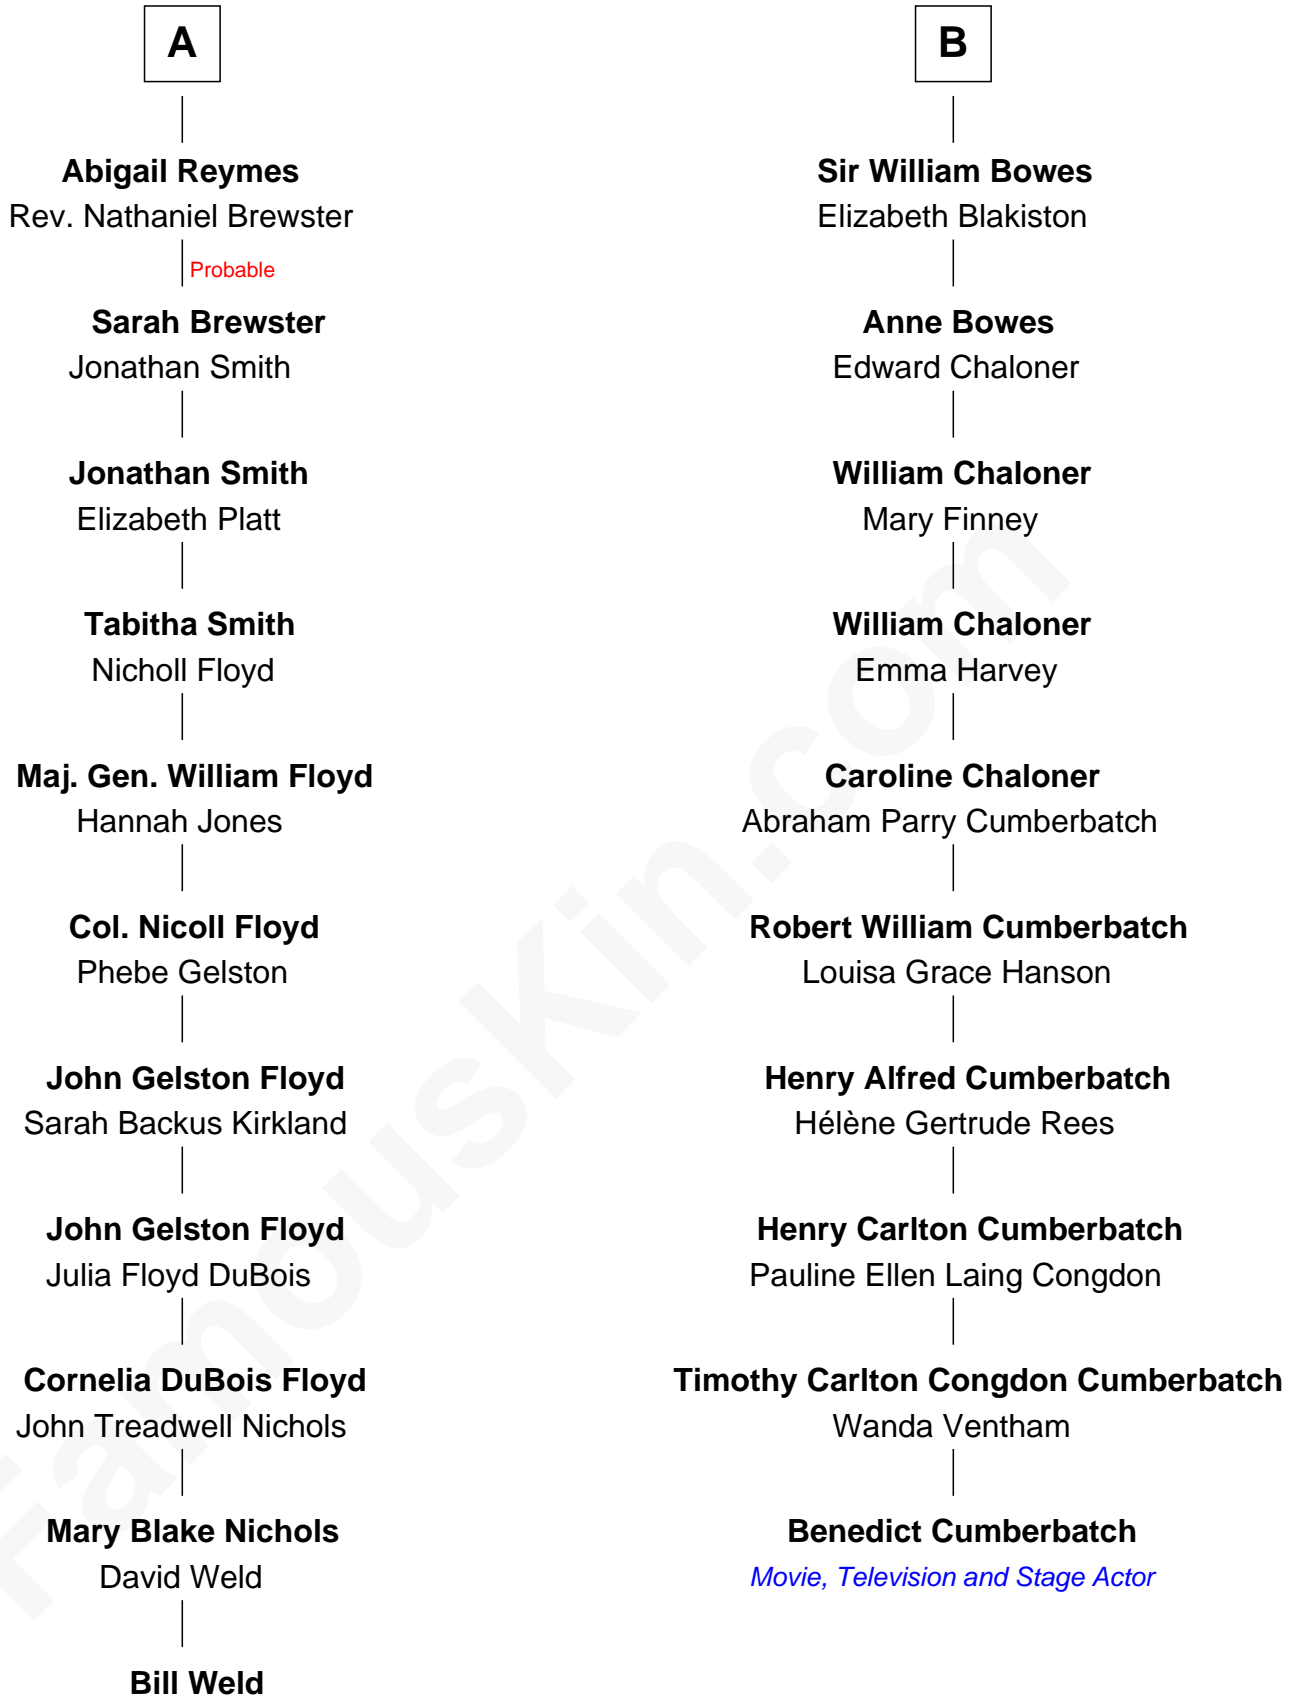 A
Abigail Reymes
Rev. Nathaniel Brewster
Probable
Sarah Brewster
Jonathan Smith
Jonathan Smith
Elizabeth Platt
Tabitha Smith
Nicholl Floyd
Maj. Gen. William Floyd
Hannah Jones
Col. Nicoll Floyd
Phebe Gelston
John Gelston Floyd
Sarah Backus Kirkland
John Gelston Floyd
Julia Floyd DuBois
Cornelia DuBois Floyd
John Treadwell Nichols
Mary Blake Nichols
David Weld
Bill Weld
B
Sir William Bowes
Elizabeth Blakiston
Anne Bowes
Edward Chaloner
William Chaloner
Mary Finney
William Chaloner
Emma Harvey
Caroline Chaloner
Abraham Parry Cumberbatch
Robert William Cumberbatch
Louisa Grace Hanson
Henry Alfred Cumberbatch
Hélène Gertrude Rees
Henry Carlton Cumberbatch
Pauline Ellen Laing Congdon
Timothy Carlton Congdon Cumberbatch
Wanda Ventham
Benedict Cumberbatch
Movie, Television and Stage Actor
FamousKin.com